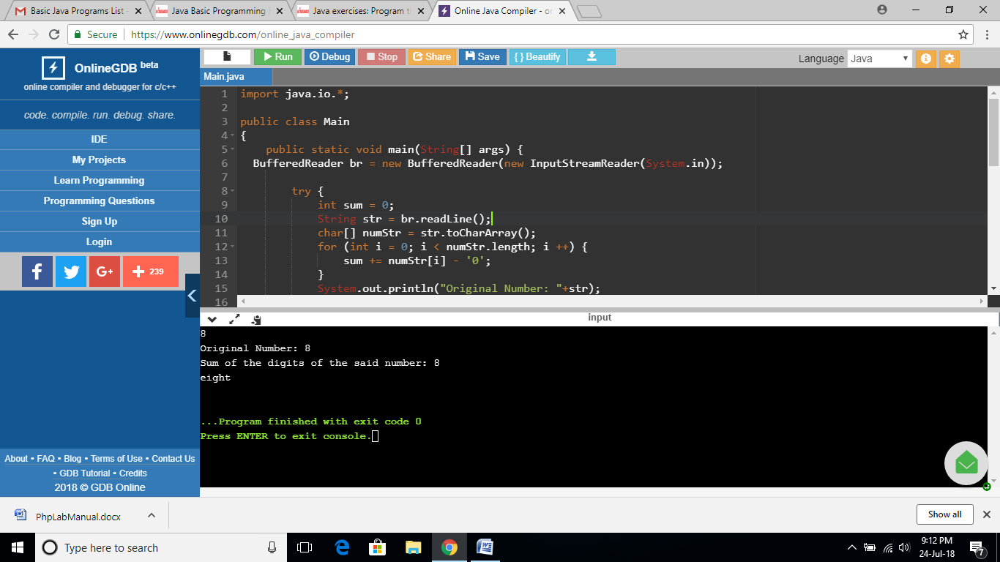 Basic Java Programs List
Java Basic Programming
Java exercises: Program t
Online Java Compiler - o
Secure
https://www.onlinegdb.com/online_java_compiler
OnlineGDB beta
online compiler and debugger for c/c++
code. compile. run. debug. share.
IDE
My Projects
Learn Programming
Programming Questions
Sign Up
Login
f
G+
+ 239
About • FAQ • Blog • Terms of Use • Contact Us
• GDB Tutorial • Credits
2018 © GDB Online
Run
Debug
Stop
Share
Save
{ } Beautify
Language Java
Main.java
1 import java.io.*;
2
3 public class Main
4 {
5 public static void main(String[] args) {
6 BufferedReader br = new BufferedReader(new InputStreamReader(System.in));
7
8 try {
9 int sum = 0;
10 String str = br.readLine();
11 char[] numStr = str.toCharArray();
12 for (int i = 0; i < numStr.length; i ++) {
13 sum += numStr[i] - '0';
14 }
15 System.out.println("Original Number: "+str);
16
input
8
Original Number: 8
Sum of the digits of the said number: 8
eight
...Program finished with exit code 0
Press ENTER to exit console.
PhpLabManual.docx
Show all
Type here to search
9:12 PM
24-Jul-18
7